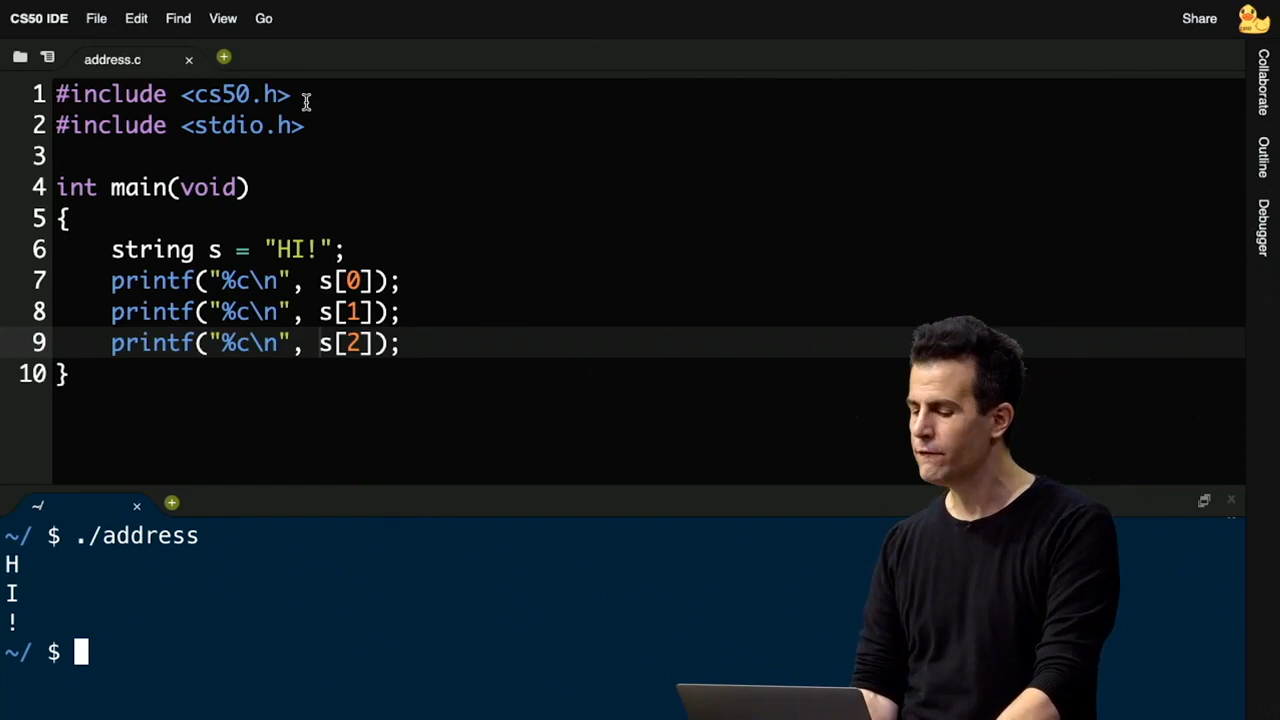 CS50 IDE File Edit Find View Go Share
address.c
1 #include <cs50.h>
2 #include <stdio.h>
3
4 int main(void)
5 {
6     string s = "HI!";
7     printf("%c\n", s[0]);
8     printf("%c\n", s[1]);
9     printf("%c\n", s[2]);
10 }
~/ $ ./address
H
I
!
~/ $
Collaborate
Outline
Debugger